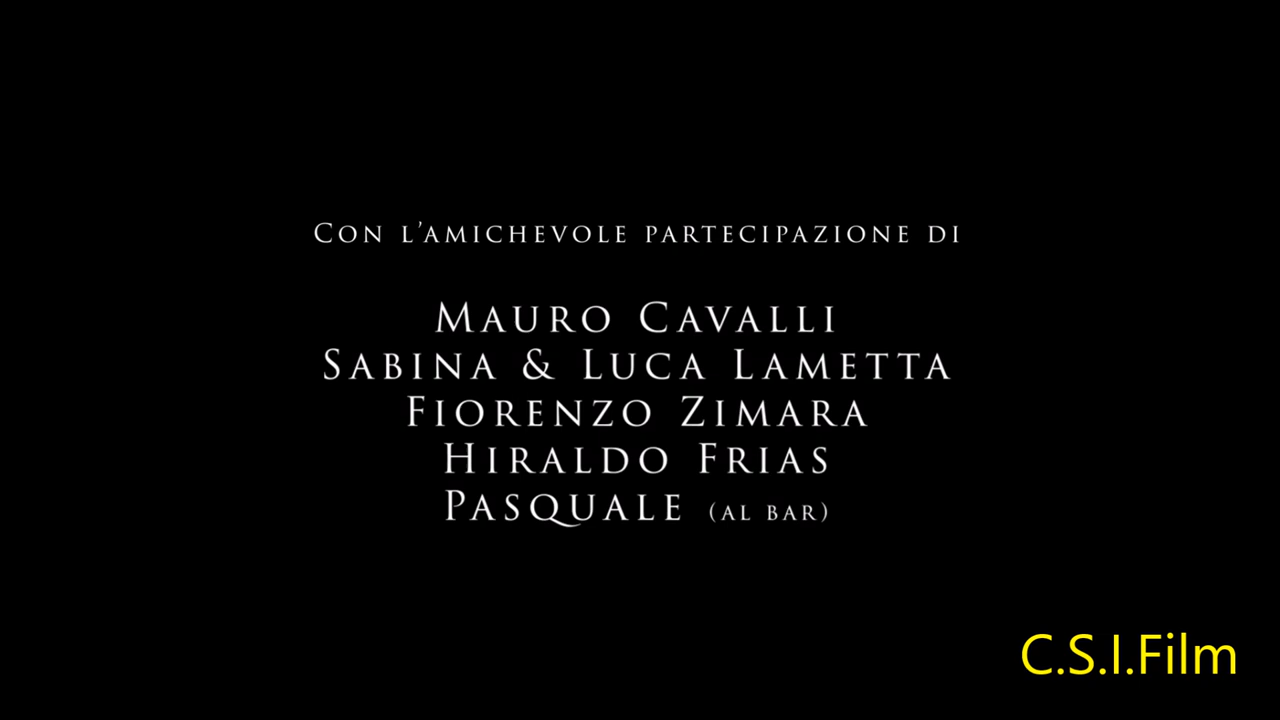 Con l'amichevole partecipazione di
Mauro Cavalli
Sabina & Luca Lametta
Fiorenzo Zimara
Hiraldo Frias
Pasquale (al bar)
C.S.I.Film